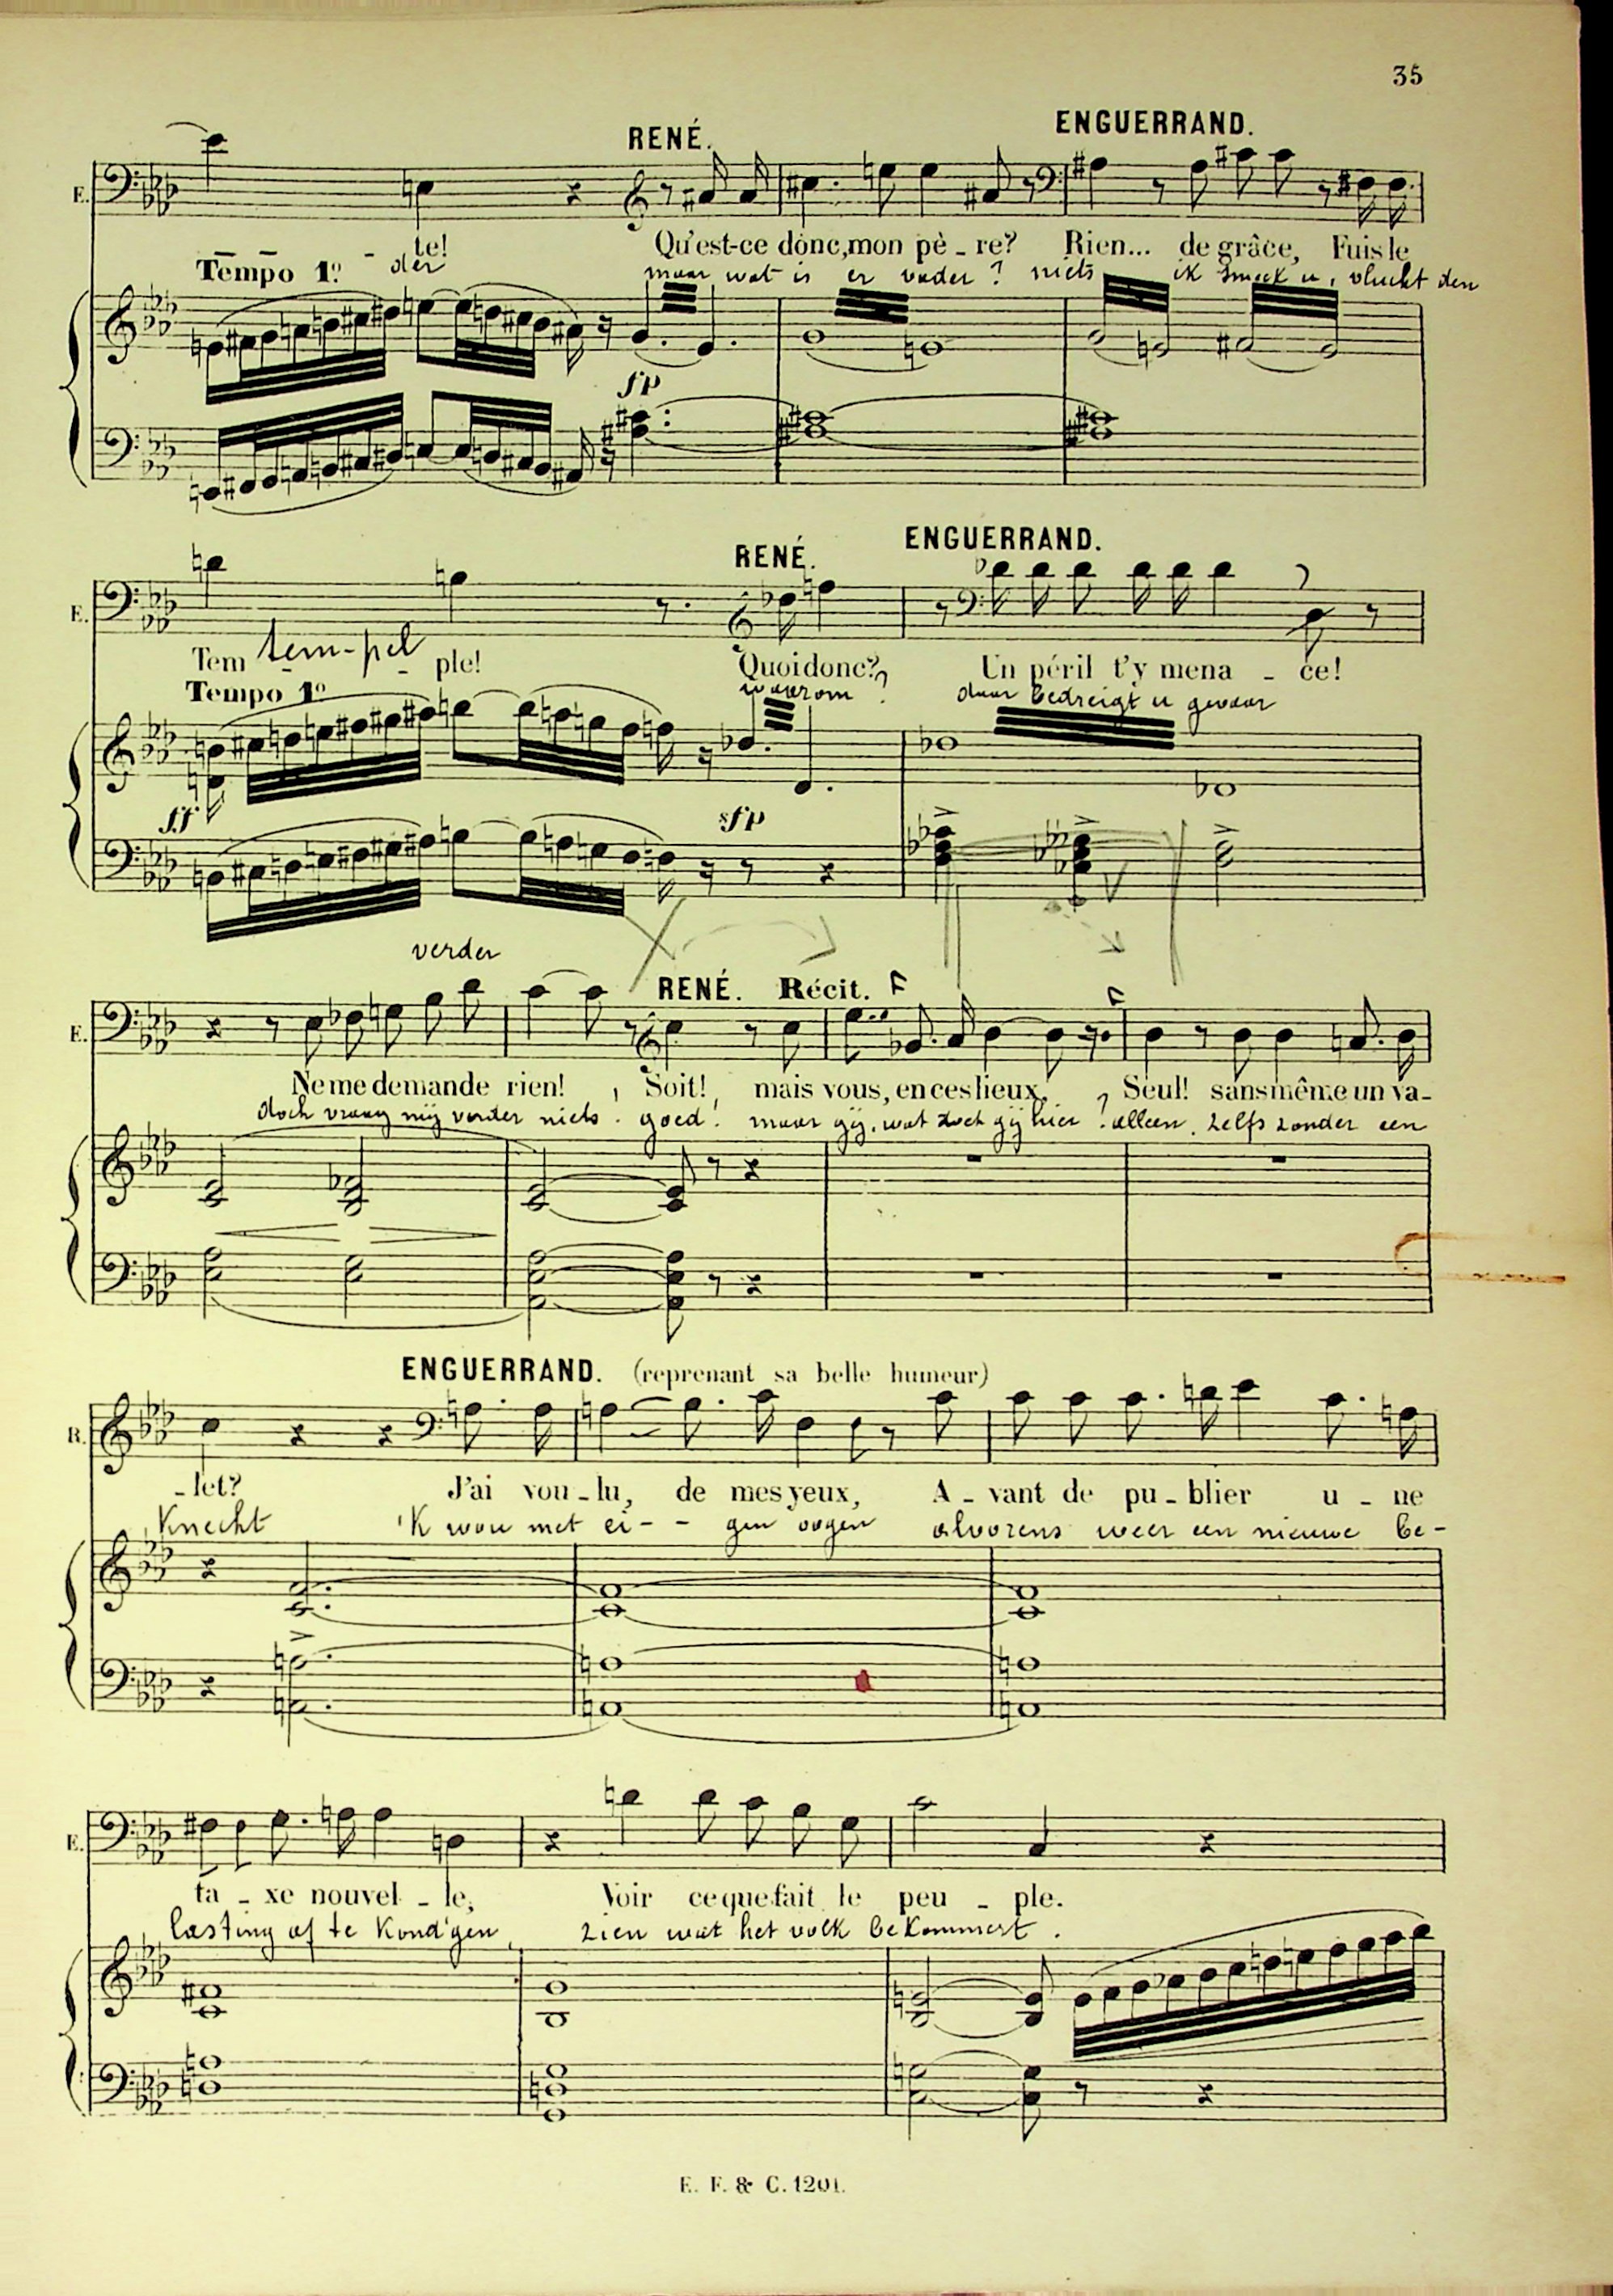 35
RENÉ. ENGUERRAND.
E.
- te! Qu'est-ce donc, mon pè - re? Rien... de grâce, Fuis le
Tempo 1º der maar wat is er vader? niets ik smeek u, vlucht den
fp
RENÉ. ENGUERRAND.
E.
Tem - - ple! Quoi donc? Un péril t'y mena - ce!
tem-pel
Tempo 1º waarom? daar bedreigt u gevaar
ff sfp
verder
RENÉ. Récit.
E.
Ne me demande rien! Soit! mais vous, en ces lieux, Seul! sans même un va-
doch vraag mij verder niets. goed! maar gij, wat zoek gij hier? alleen. zelfs zonder een
ENGUERRAND. (reprenant sa belle humeur)
R.
- let? J'ai vou - lu, de mes yeux, A - vant de pu - blier u - ne
Knecht 'K wou met ei - - gen oogen alvorens weer een nieuwe be-
E.
ta - xe nouvel - le, Voir ce que fait le peu - ple.
lasting af te Kond'gen, zien wat het volk beKommert.
E. F. & C. 1201.